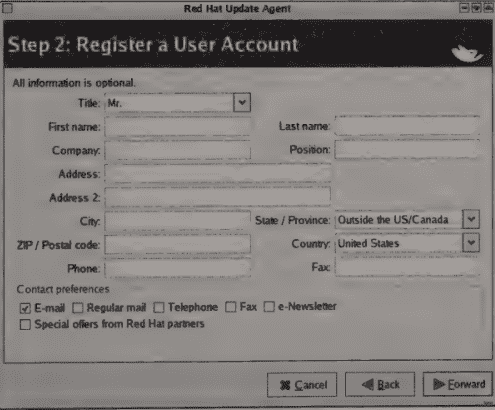 Red Hat Update Agent
Step 2: Register a User Account
All information is optional.
Title: Mr.
First name: Last name:
Company: Position:
Address:
Address 2:
City: State / Province: Outside the US/Canada
ZIP / Postal code: Country: United States
Phone: Fax:
Contact preferences
E-mail Regular mail Telephone Fax e-Newsletter
Special offers from Red Hat partners
Cancel Back Forward